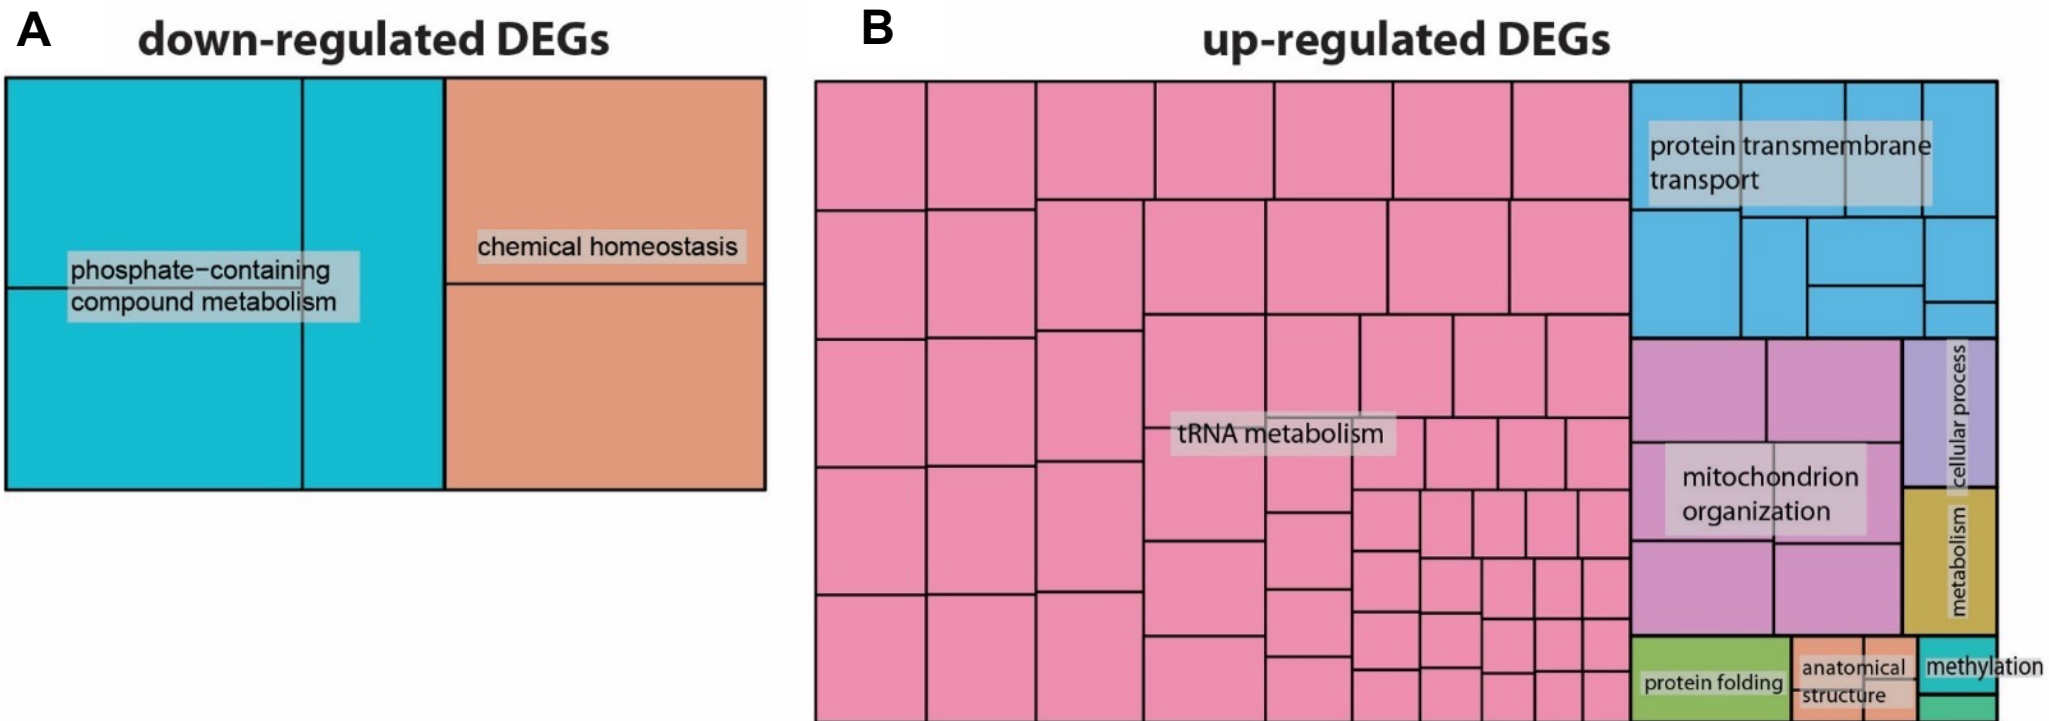 A
down-regulated DEGs
phosphate−containing
compound metabolism
chemical homeostasis
B
up-regulated DEGs
tRNA metabolism
protein transmembrane
transport
mitochondrion
organization
cellular process
metabolism
protein folding
anatomical
structure
methylation